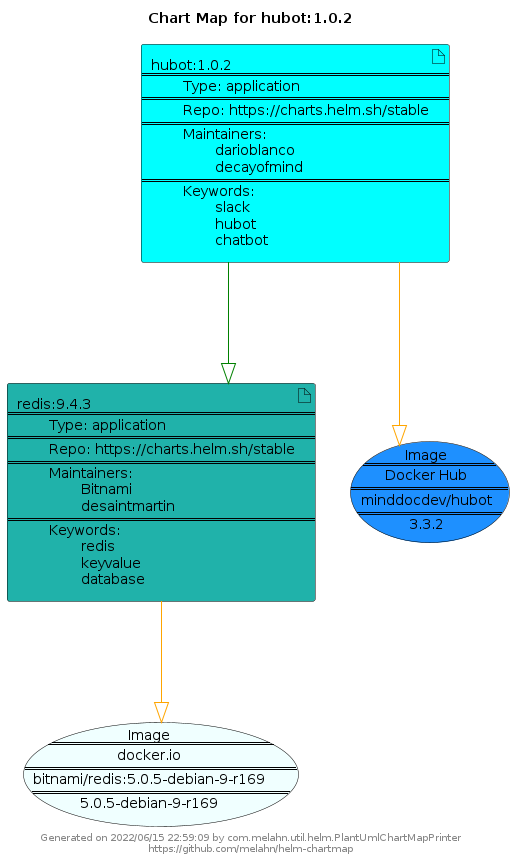 Chart Map for hubot:1.0.2
hubot:1.0.2
Type: application
Repo: https://charts.helm.sh/stable
Maintainers:
darioblanco
decayofmind
Keywords:
slack
hubot
chatbot
redis:9.4.3
Type: application
Repo: https://charts.helm.sh/stable
Maintainers:
Bitnami
desaintmartin
Keywords:
redis
keyvalue
database
Image
Docker Hub
minddocdev/hubot
3.3.2
Image
docker.io
bitnami/redis:5.0.5-debian-9-r169
5.0.5-debian-9-r169
Generated on 2022/06/15 22:59:09 by com.melahn.util.helm.PlantUmlChartMapPrinter
https://github.com/melahn/helm-chartmap